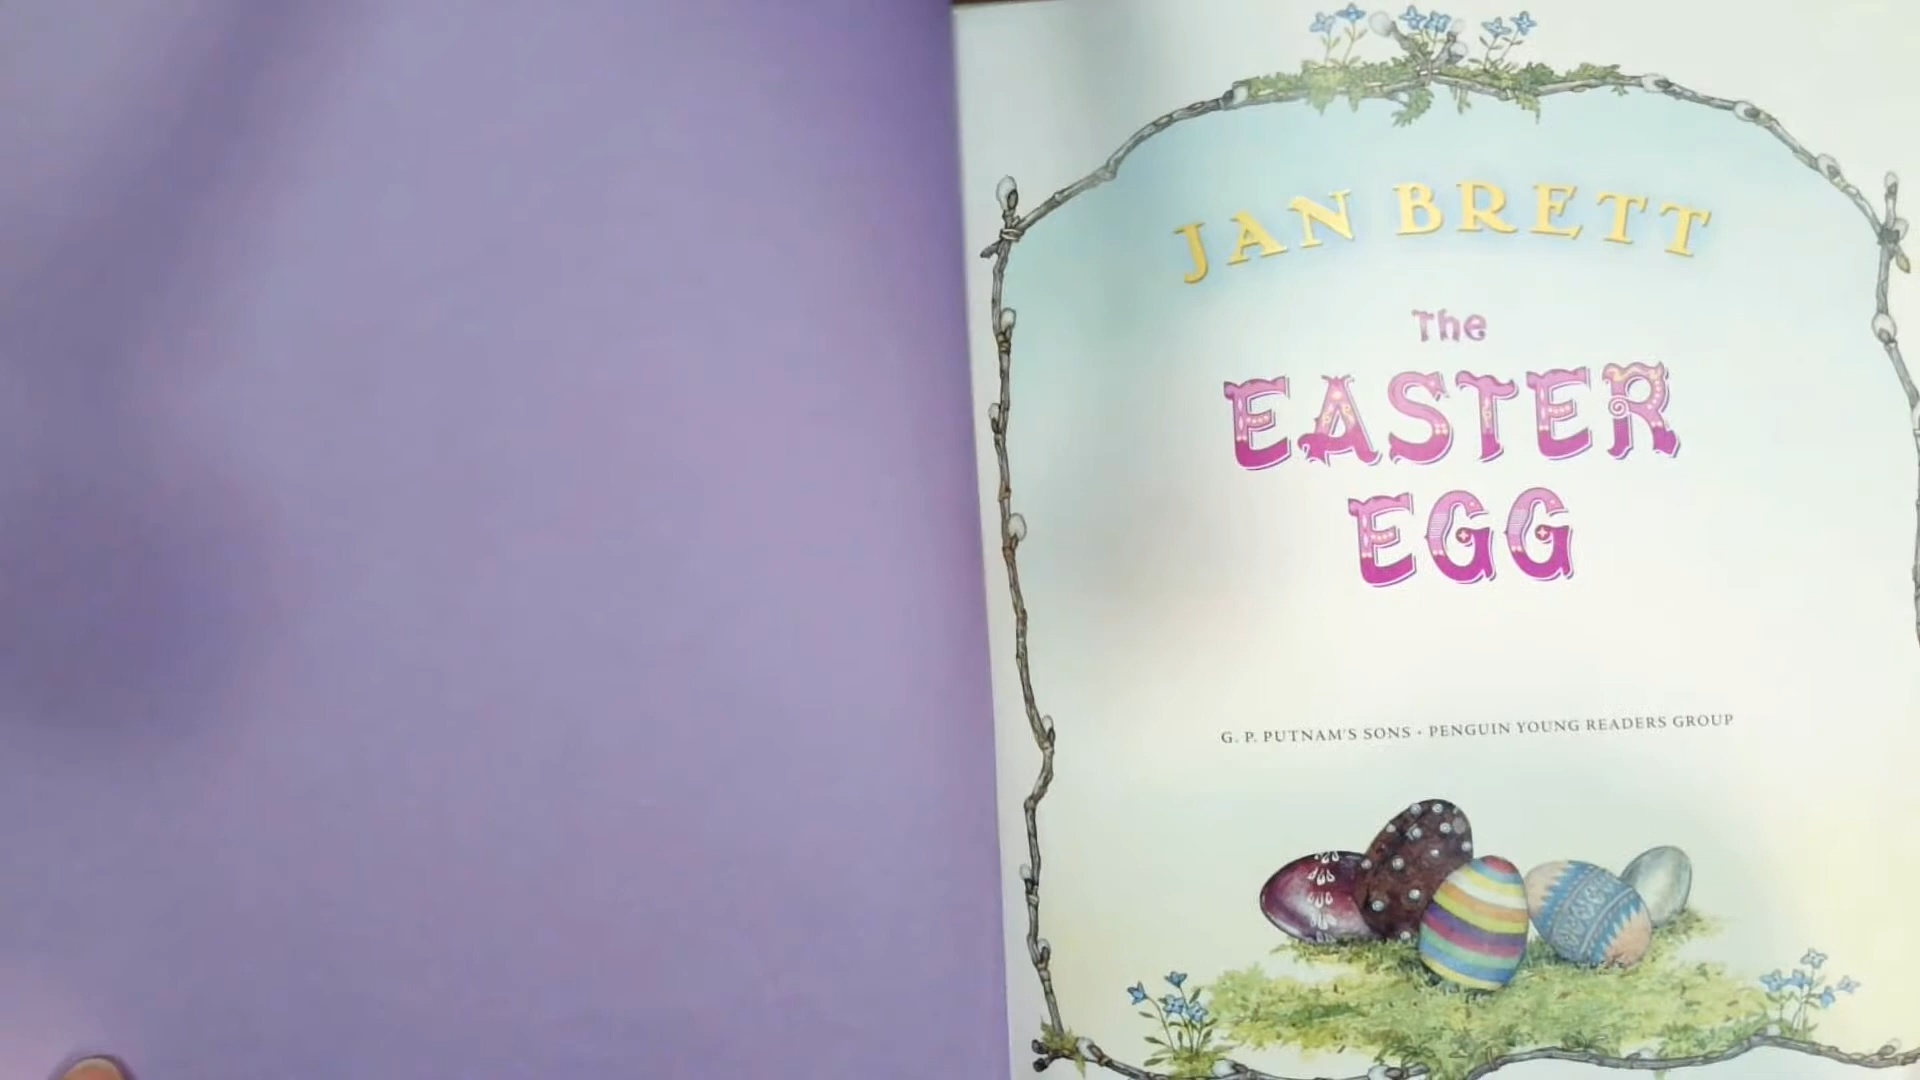 JAN BRETT
The
EASTER
EGG
G. P. PUTNAM'S SONS · PENGUIN YOUNG READERS GROUP